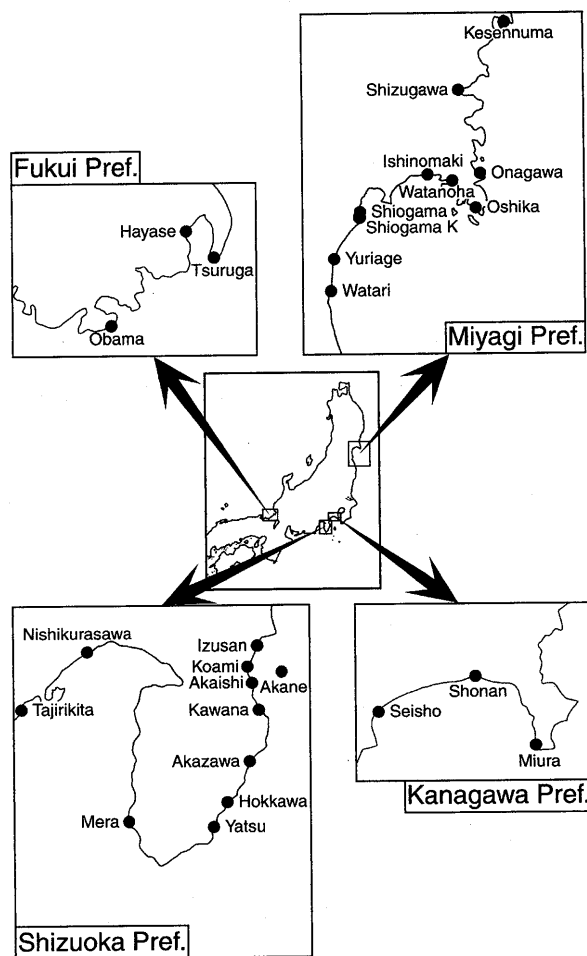 Kesennuma
Shizugawa
Ishinomaki
Onagawa
Watanoha
Shiogama
Oshika
Shiogama K
Yuriage
Watari
Miyagi Pref.
Fukui Pref.
Hayase
Tsuruga
Obama
Nishikurasawa
Izusan
Koami
Akaishi
Akane
Tajirikita
Kawana
Akazawa
Hokkawa
Mera
Yatsu
Shizuoka Pref.
Shonan
Seisho
Miura
Kanagawa Pref.